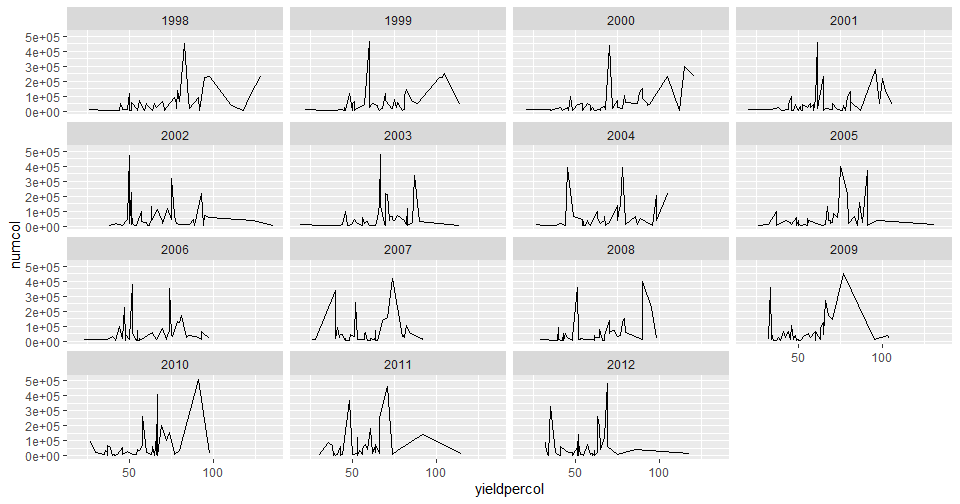 1998 1999 2000 2001
5e+05
4e+05
3e+05
2e+05
1e+05
0e+00
2002 2003 2004 2005
5e+05
4e+05
3e+05
2e+05
1e+05
0e+00
numcol
2006 2007 2008 2009
5e+05
4e+05
3e+05
2e+05
1e+05
0e+00
50 100
2010 2011 2012
5e+05
4e+05
3e+05
2e+05
1e+05
0e+00
50 100 50 100 50 100
yieldpercol